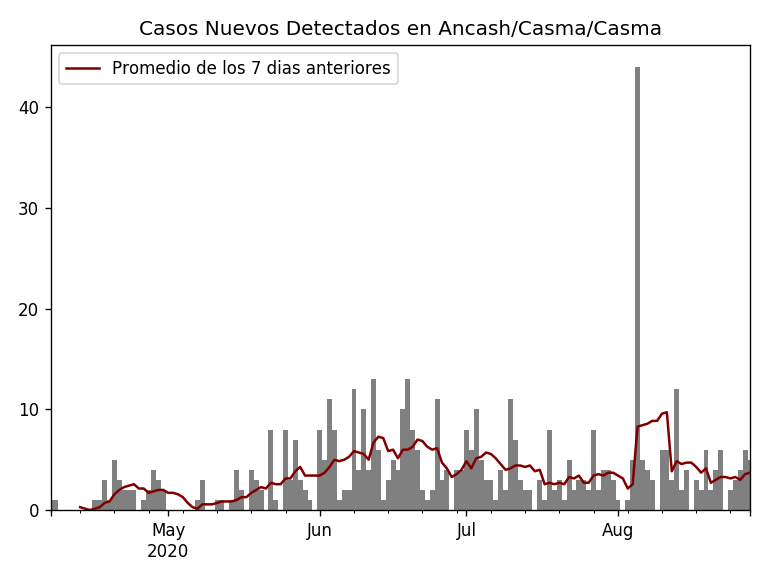 Casos Nuevos Detectados en Ancash/Casma/Casma
Promedio de los 7 dias anteriores
40
30
20
10
0
May Jun Jul Aug
2020